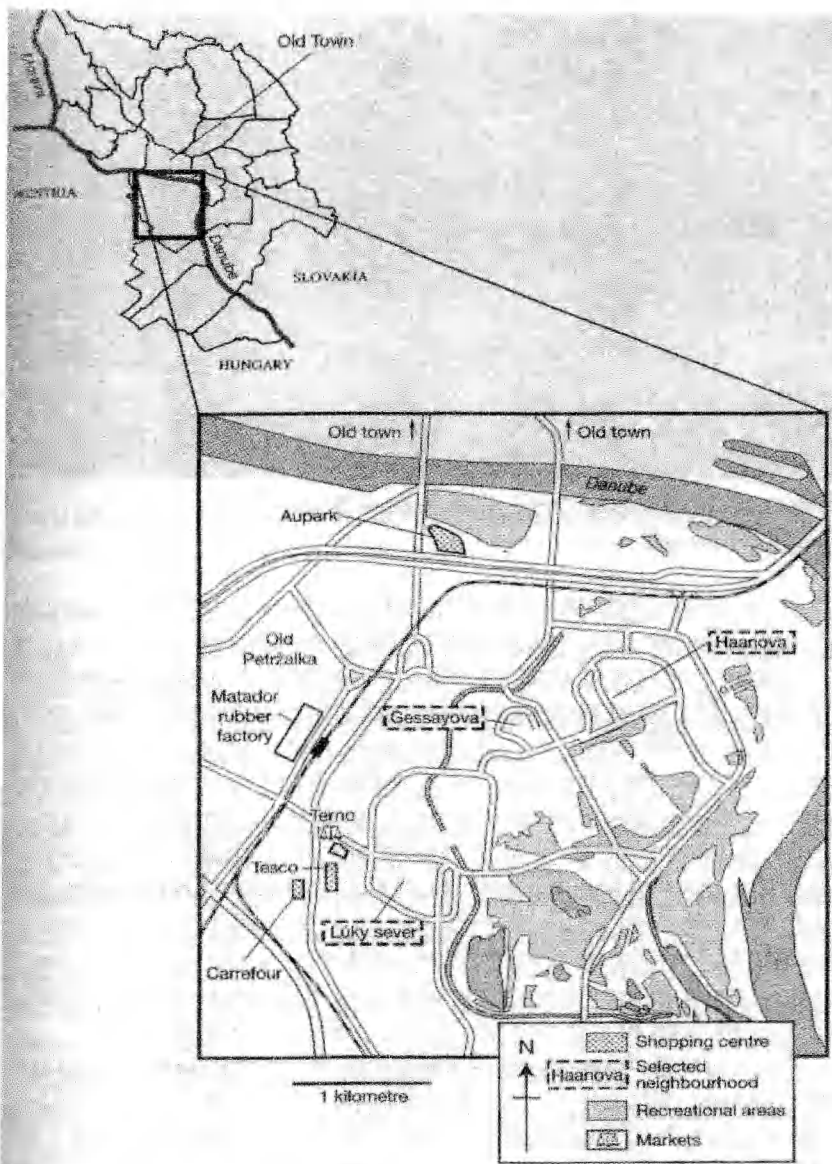 Old Town
Morava
AUSTRIA
Danube
SLOVAKIA
HUNGARY
Old town
Old town
Danube
Aupark
Old
Petržalka
Haanova
Matador
rubber
factory
Gessayova
Terno
Tesco
Lúky sever
Carrefour
N
Shopping centre
Haanova
Selected
neighbourhood
Recreational areas
Markets
1 kilometre